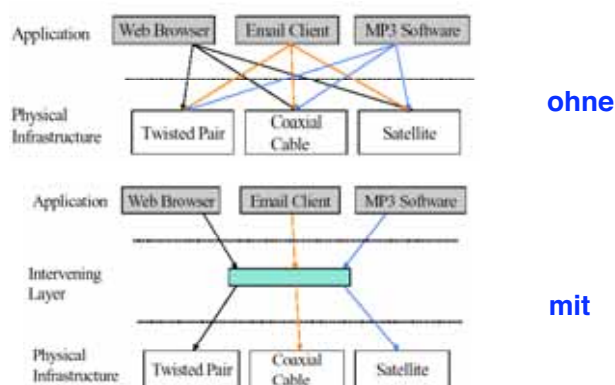 Application
Web Browser
Email Client
MP3 Software
ohne
Physical
Infrastructure
Twisted Pair
Coaxial
Cable
Satellite
Application
Web Browser
Email Client
MP3 Software
Intervening
Layer
mit
Physical
Infrastructure
Twisted Pair
Coaxial
Cable
Satellite